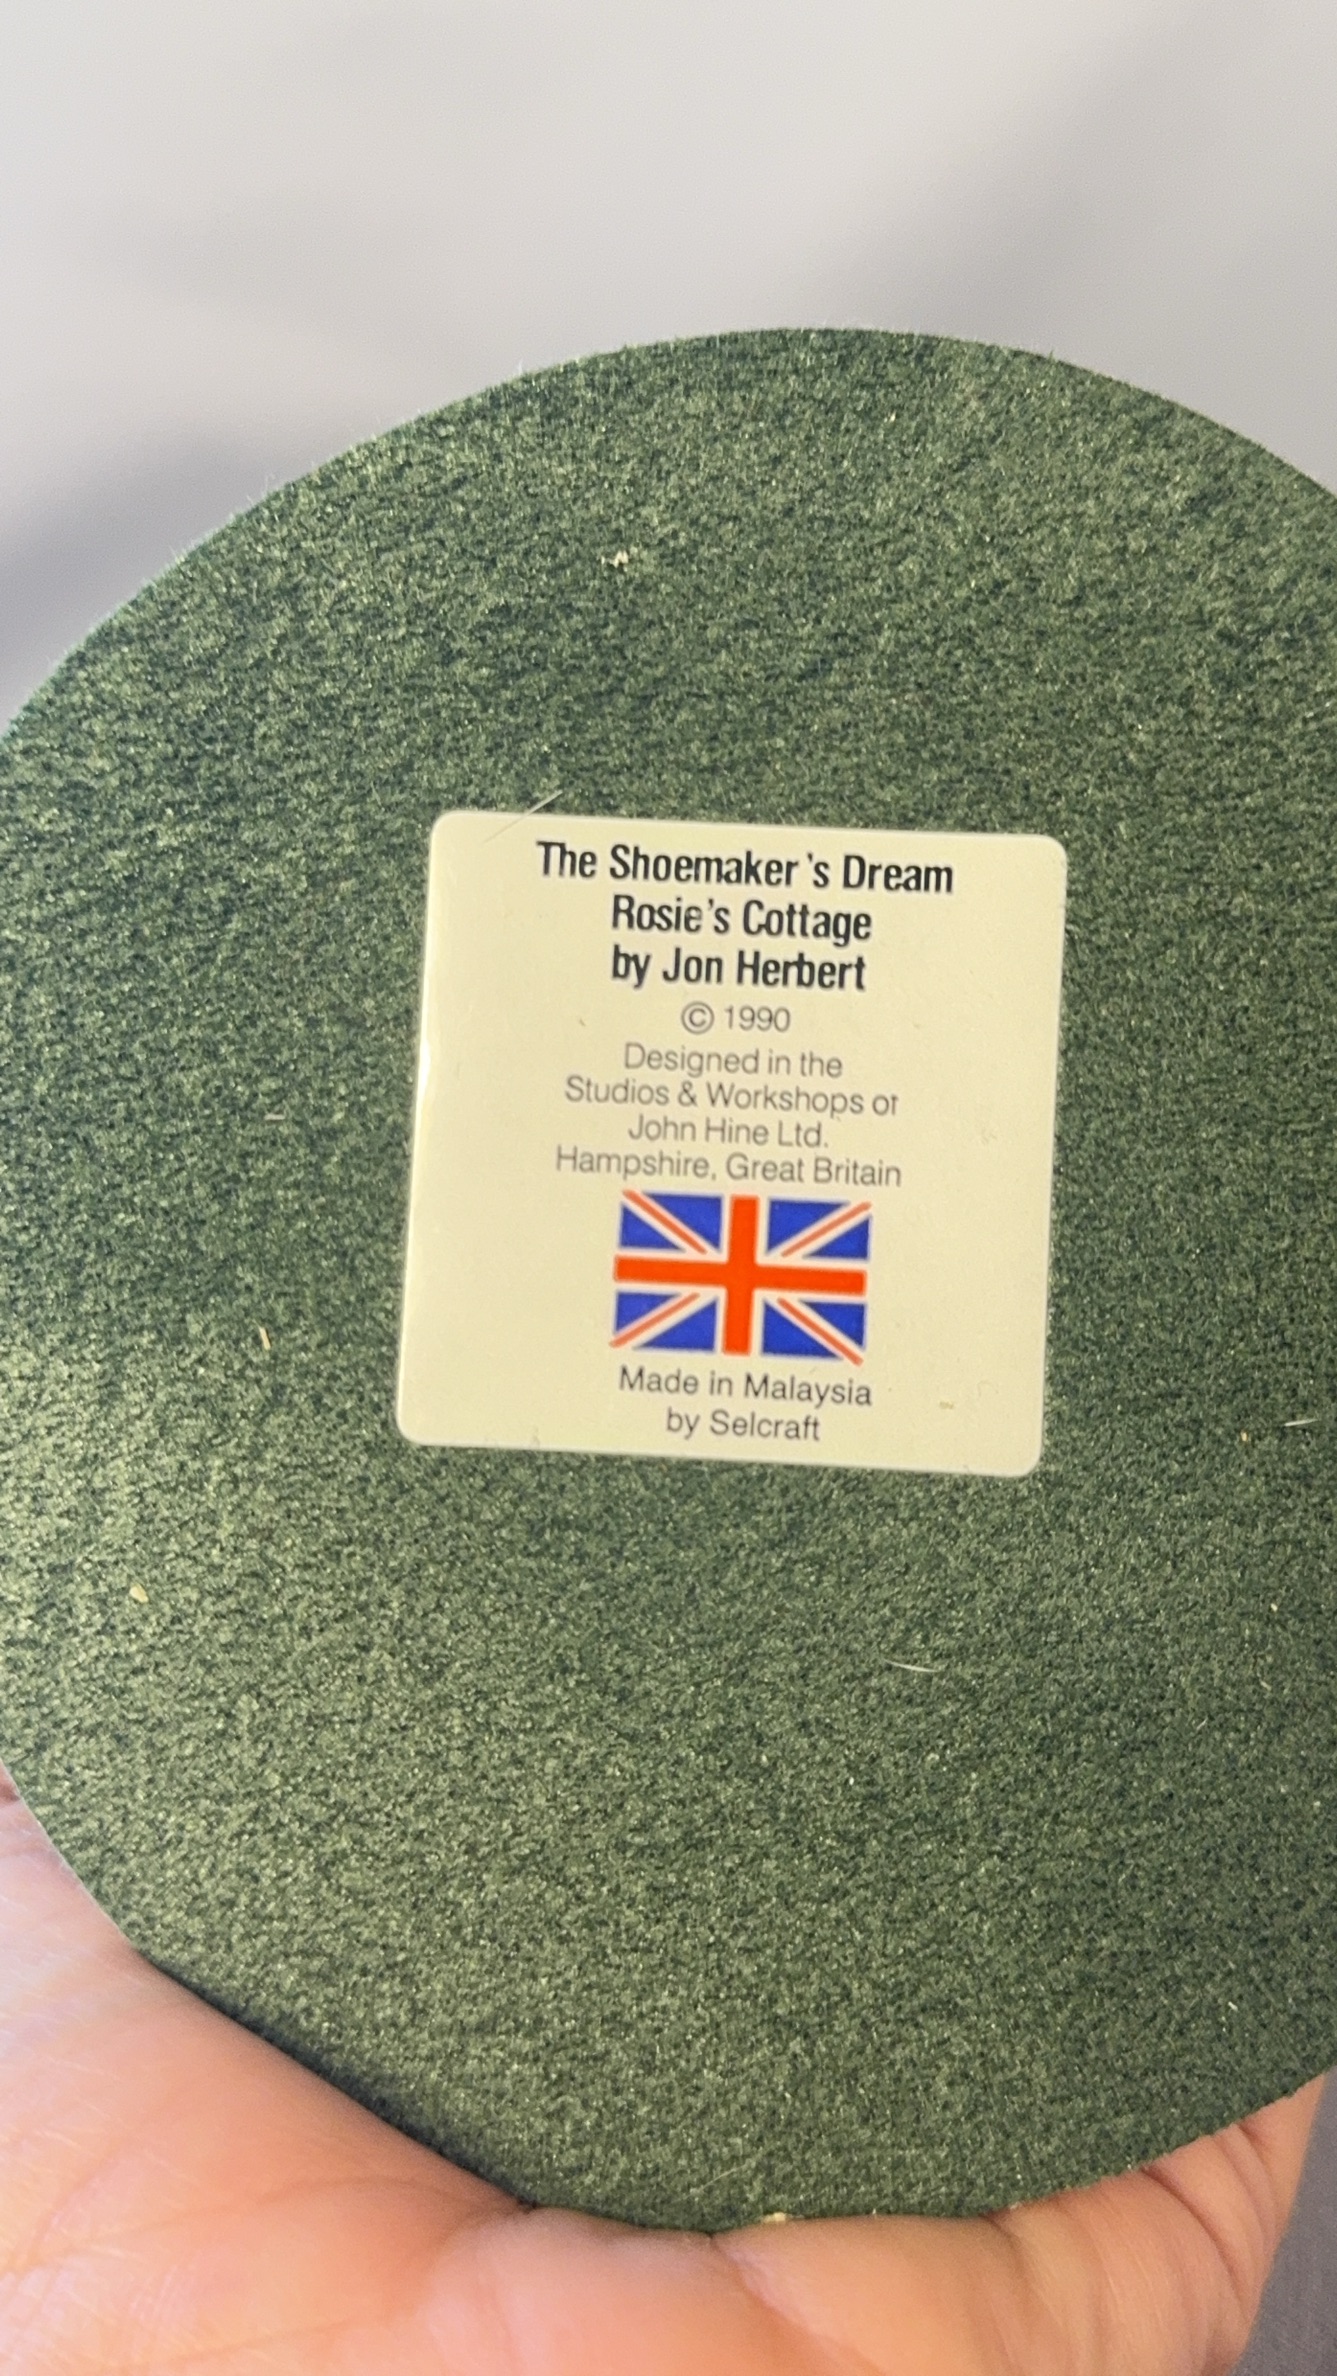 The Shoemaker's Dream
Rosie's Cottage
by Jon Herbert
© 1990
Designed in the
Studios & Workshops of
John Hine Ltd.
Hampshire, Great Britain
Made in Malaysia
by Selcraft